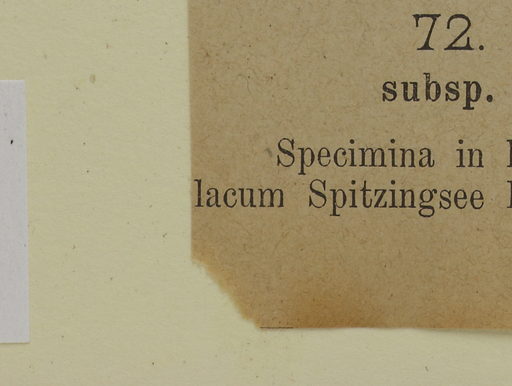 72.
subsp.
Specimina in
lacum Spitzingsee